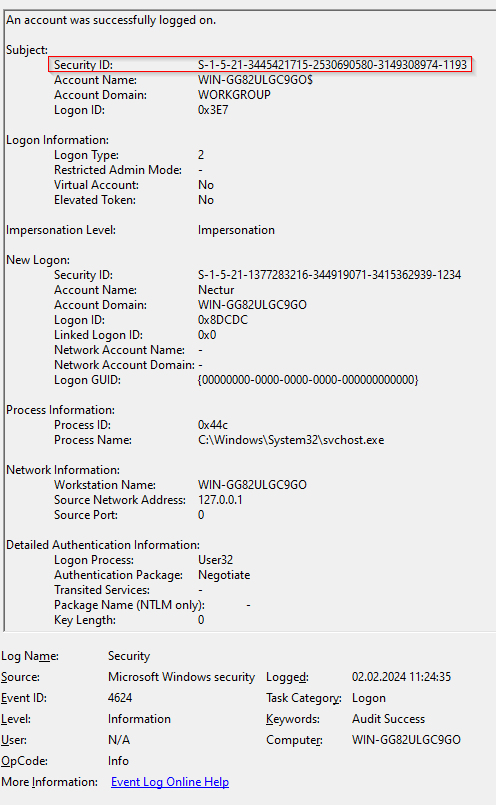 An account was successfully logged on.
Subject:
Security ID: S-1-5-21-3445421715-2530690580-3149308974-1193
Account Name: WIN-GG82ULGC9GO$
Account Domain: WORKGROUP
Logon ID: 0x3E7
Logon Information:
Logon Type: 2
Restricted Admin Mode: -
Virtual Account: No
Elevated Token: No
Impersonation Level: Impersonation
New Logon:
Security ID: S-1-5-21-1377283216-344919071-3415362939-1234
Account Name: Nectur
Account Domain: WIN-GG82ULGC9GO
Logon ID: 0x8DCDC
Linked Logon ID: 0x0
Network Account Name: -
Network Account Domain: -
Logon GUID: {00000000-0000-0000-0000-000000000000}
Process Information:
Process ID: 0x44c
Process Name: C:\Windows\System32\svchost.exe
Network Information:
Workstation Name: WIN-GG82ULGC9GO
Source Network Address: 127.0.0.1
Source Port: 0
Detailed Authentication Information:
Logon Process: User32
Authentication Package: Negotiate
Transited Services: -
Package Name (NTLM only): -
Key Length: 0
Log Name: Security
Source: Microsoft Windows security Logged: 02.02.2024 11:24:35
Event ID: 4624 Task Category: Logon
Level: Information Keywords: Audit Success
User: N/A Computer: WIN-GG82ULGC9GO
OpCode: Info
More Information: Event Log Online Help